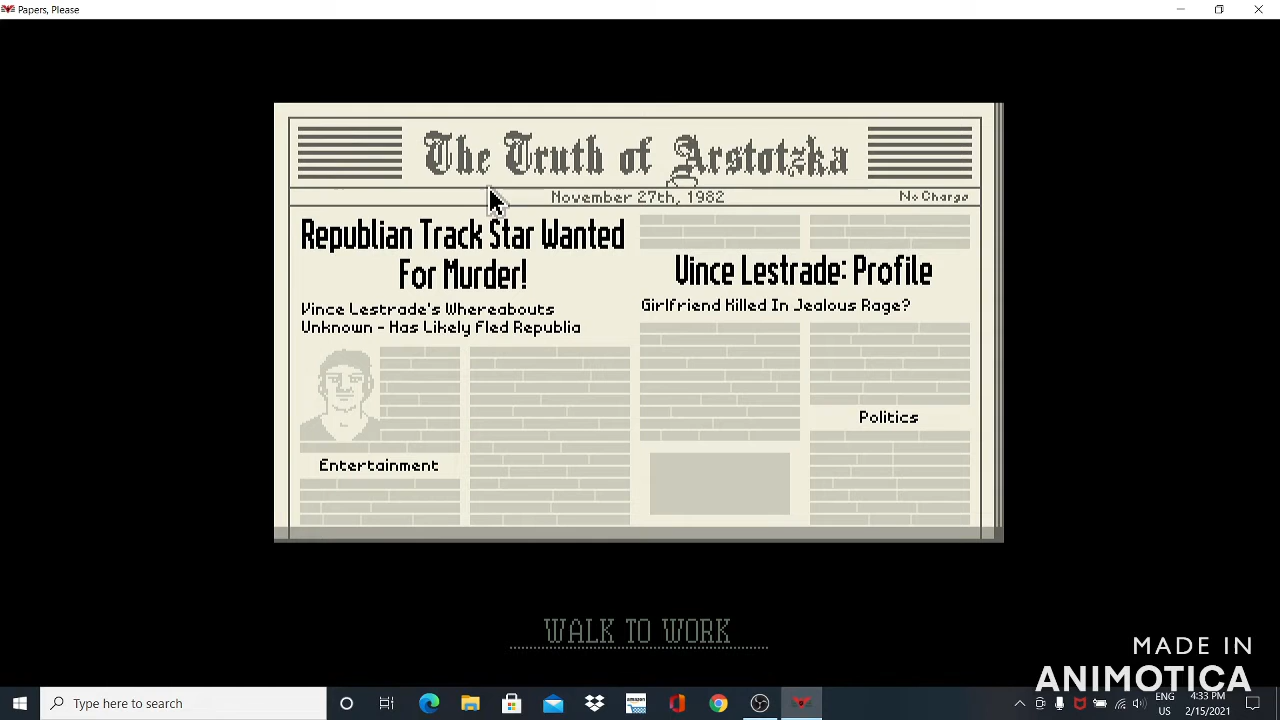 Papers, Please
The Truth of Arstotzka
November 27th, 1982
No Charge
Republian Track Star Wanted
For Murder!
Vince Lestrade's Whereabouts
Unknown - Has Likely Fled Republia
Entertainment
Vince Lestrade: Profile
Girlfriend Killed In Jealous Rage?
Politics
WALK TO WORK
MADE IN
ANIMOTICA
Type here to search
amazon
ENG
US
4:33 PM
2/15/2021